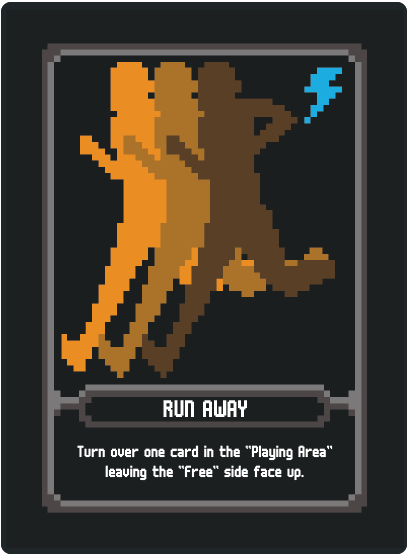 RUN AWAY
Turn over one card in the "Playing Area"
leaving the "Free" side face up.